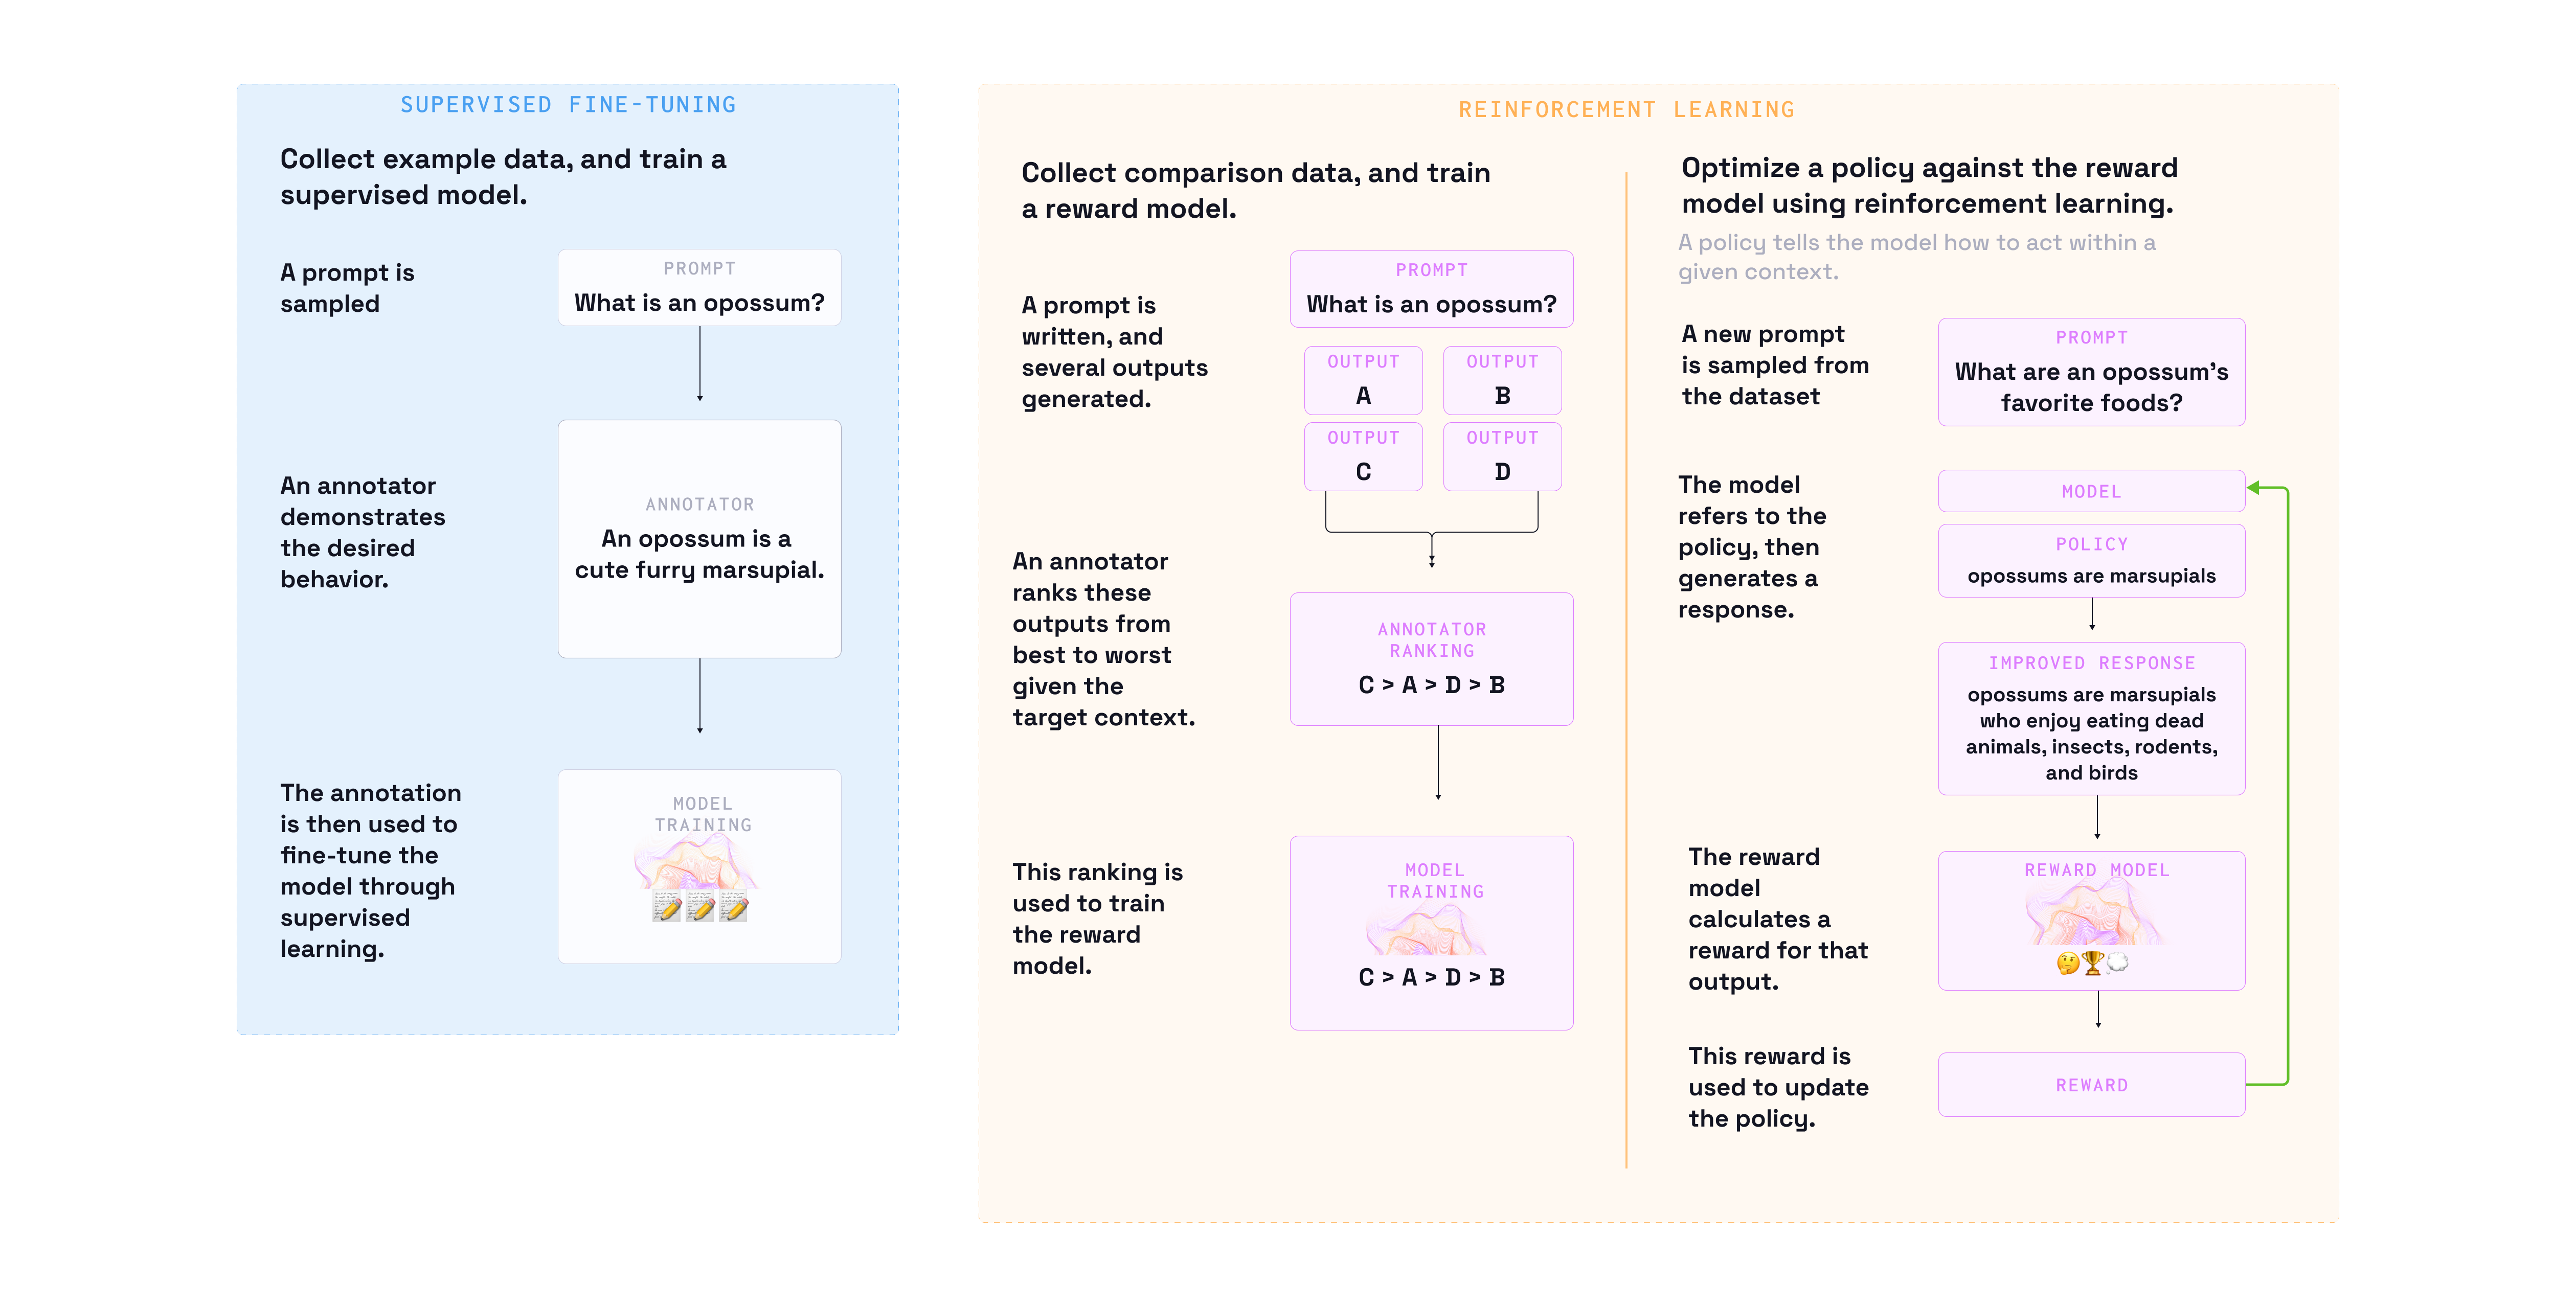 SUPERVISED FINE-TUNING
Collect example data, and train a
supervised model.
A prompt is
sampled
PROMPT
What is an opossum?
An annotator
demonstrates
the desired
behavior.
ANNOTATOR
An opossum is a
cute furry marsupial.
The annotation
is then used to
fine-tune the
model through
supervised
learning.
MODEL
TRAINING
REINFORCEMENT LEARNING
Collect comparison data, and train
a reward model.
A prompt is
written, and
several outputs
generated.
PROMPT
What is an opossum?
OUTPUT
A
OUTPUT
B
OUTPUT
C
OUTPUT
D
An annotator
ranks these
outputs from
best to worst
given the
target context.
ANNOTATOR
RANKING
C > A > D > B
This ranking is
used to train
the reward
model.
MODEL
TRAINING
C > A > D > B
Optimize a policy against the reward
model using reinforcement learning.
A policy tells the model how to act within a
given context.
A new prompt
is sampled from
the dataset
PROMPT
What are an opossum’s
favorite foods?
The model
refers to the
policy, then
generates a
response.
MODEL
POLICY
opossums are marsupials
IMPROVED RESPONSE
opossums are marsupials
who enjoy eating dead
animals, insects, rodents,
and birds
The reward
model
calculates a
reward for that
output.
REWARD MODEL
This reward is
used to update
the policy.
REWARD